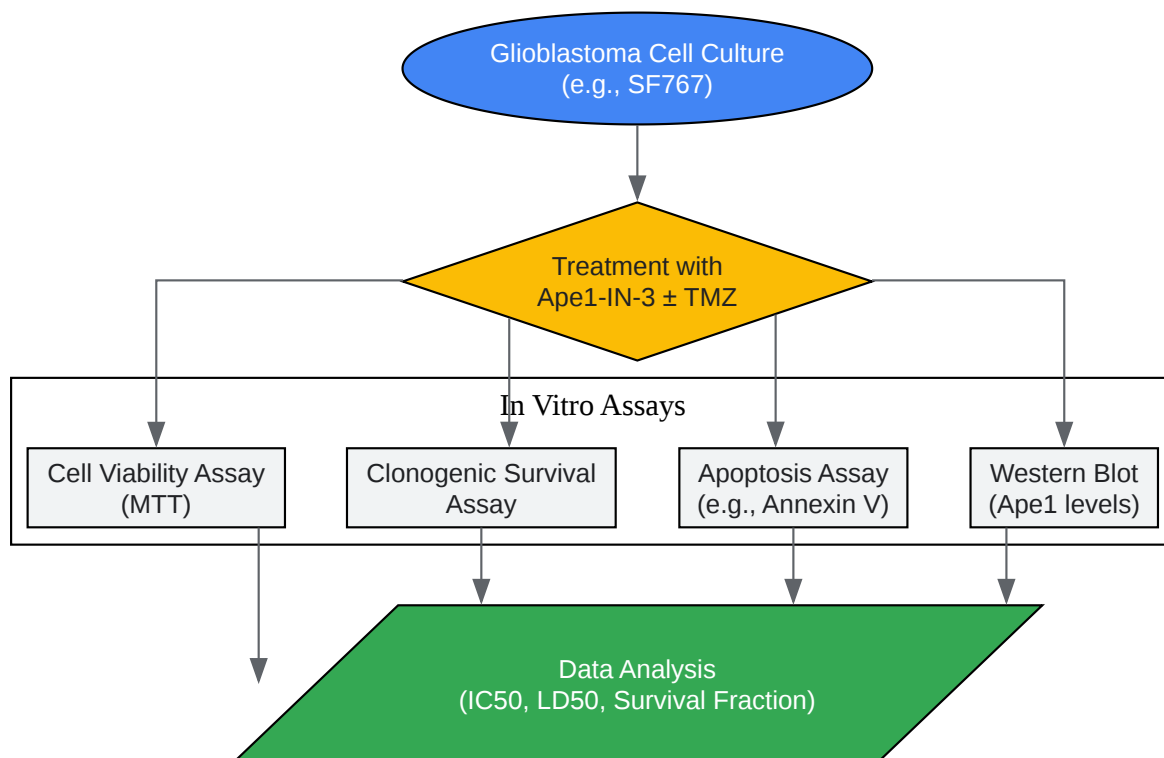 Glioblastoma Cell Culture
(e.g., SF767)
Treatment with
Ape1-IN-3 ± TMZ
In Vitro Assays
Cell Viability Assay
(MTT)
Clonogenic Survival
Assay
Apoptosis Assay
(e.g., Annexin V)
Western Blot
(Ape1 levels)
Data Analysis
(IC50, LD50, Survival Fraction)